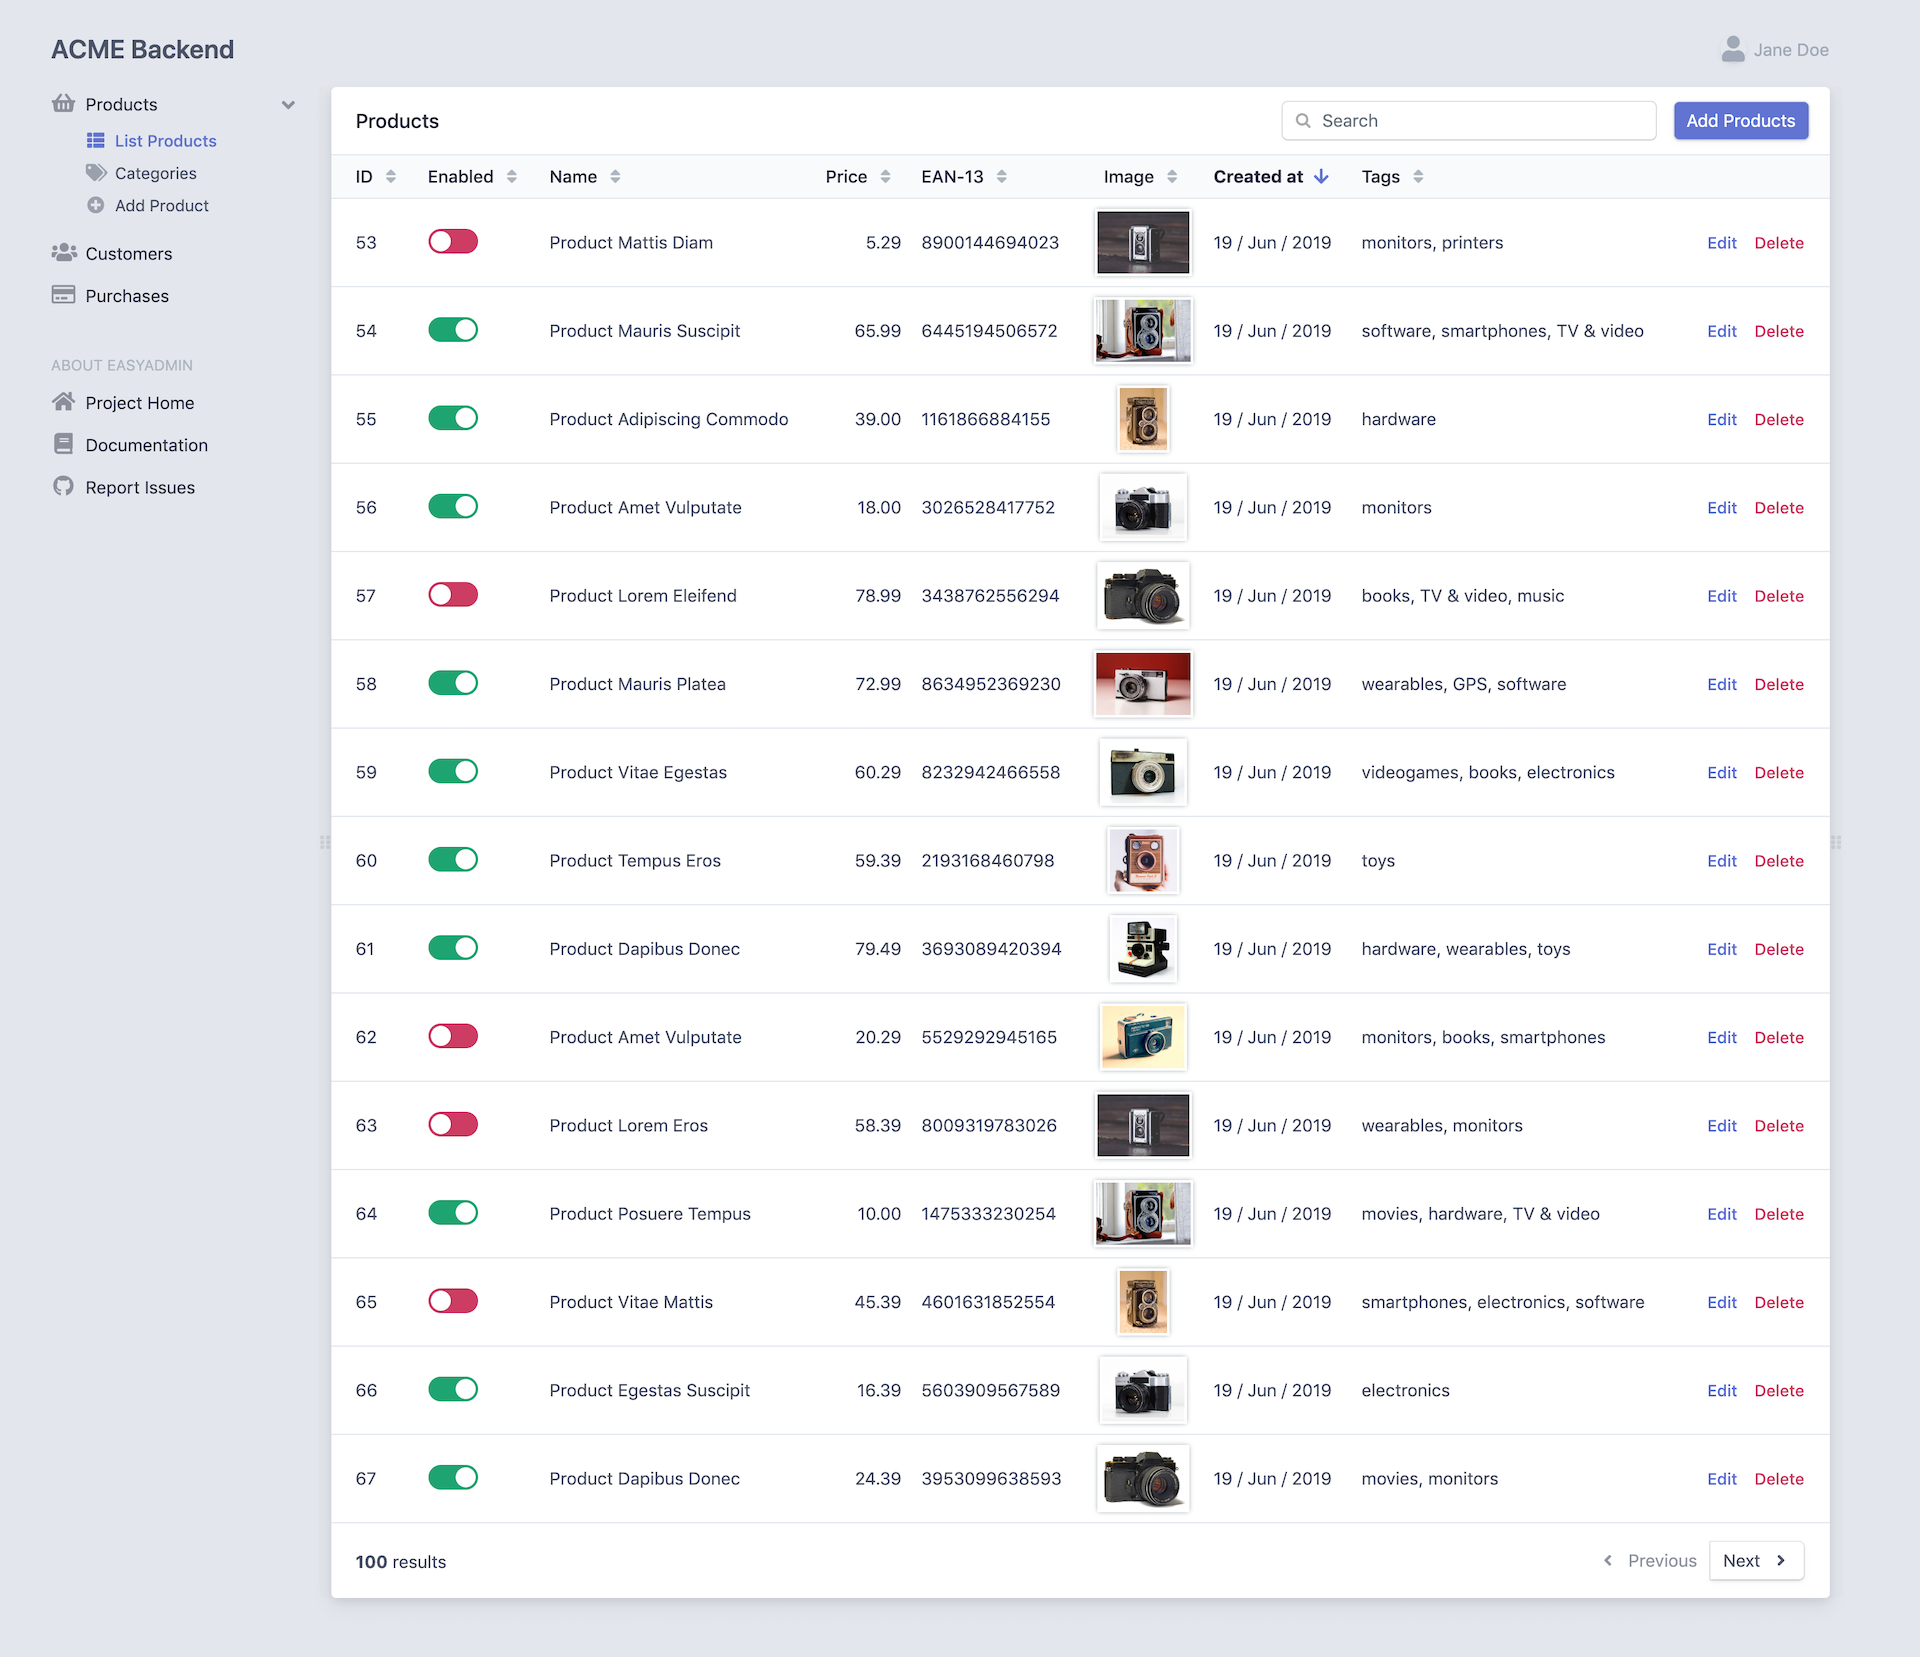 ACME Backend
Jane Doe
Products
List Products
Categories
Add Product
Customers
Purchases
ABOUT EASYADMIN
Project Home
Documentation
Report Issues
Products Search Add Products
ID Enabled Name Price EAN-13 Image Created at Tags
53 Product Mattis Diam 5.29 8900144694023 19 / Jun / 2019 monitors, printers Edit Delete
54 Product Mauris Suscipit 65.99 6445194506572 19 / Jun / 2019 software, smartphones, TV & video Edit Delete
55 Product Adipiscing Commodo 39.00 1161866884155 19 / Jun / 2019 hardware Edit Delete
56 Product Amet Vulputate 18.00 3026528417752 19 / Jun / 2019 monitors Edit Delete
57 Product Lorem Eleifend 78.99 3438762556294 19 / Jun / 2019 books, TV & video, music Edit Delete
58 Product Mauris Platea 72.99 8634952369230 19 / Jun / 2019 wearables, GPS, software Edit Delete
59 Product Vitae Egestas 60.29 8232942466558 19 / Jun / 2019 videogames, books, electronics Edit Delete
60 Product Tempus Eros 59.39 2193168460798 19 / Jun / 2019 toys Edit Delete
61 Product Dapibus Donec 79.49 3693089420394 19 / Jun / 2019 hardware, wearables, toys Edit Delete
62 Product Amet Vulputate 20.29 5529292945165 19 / Jun / 2019 monitors, books, smartphones Edit Delete
63 Product Lorem Eros 58.39 8009319783026 19 / Jun / 2019 wearables, monitors Edit Delete
64 Product Posuere Tempus 10.00 1475333230254 19 / Jun / 2019 movies, hardware, TV & video Edit Delete
65 Product Vitae Mattis 45.39 4601631852554 19 / Jun / 2019 smartphones, electronics, software Edit Delete
66 Product Egestas Suscipit 16.39 5603909567589 19 / Jun / 2019 electronics Edit Delete
67 Product Dapibus Donec 24.39 3953099638593 19 / Jun / 2019 movies, monitors Edit Delete
100 results Previous Next